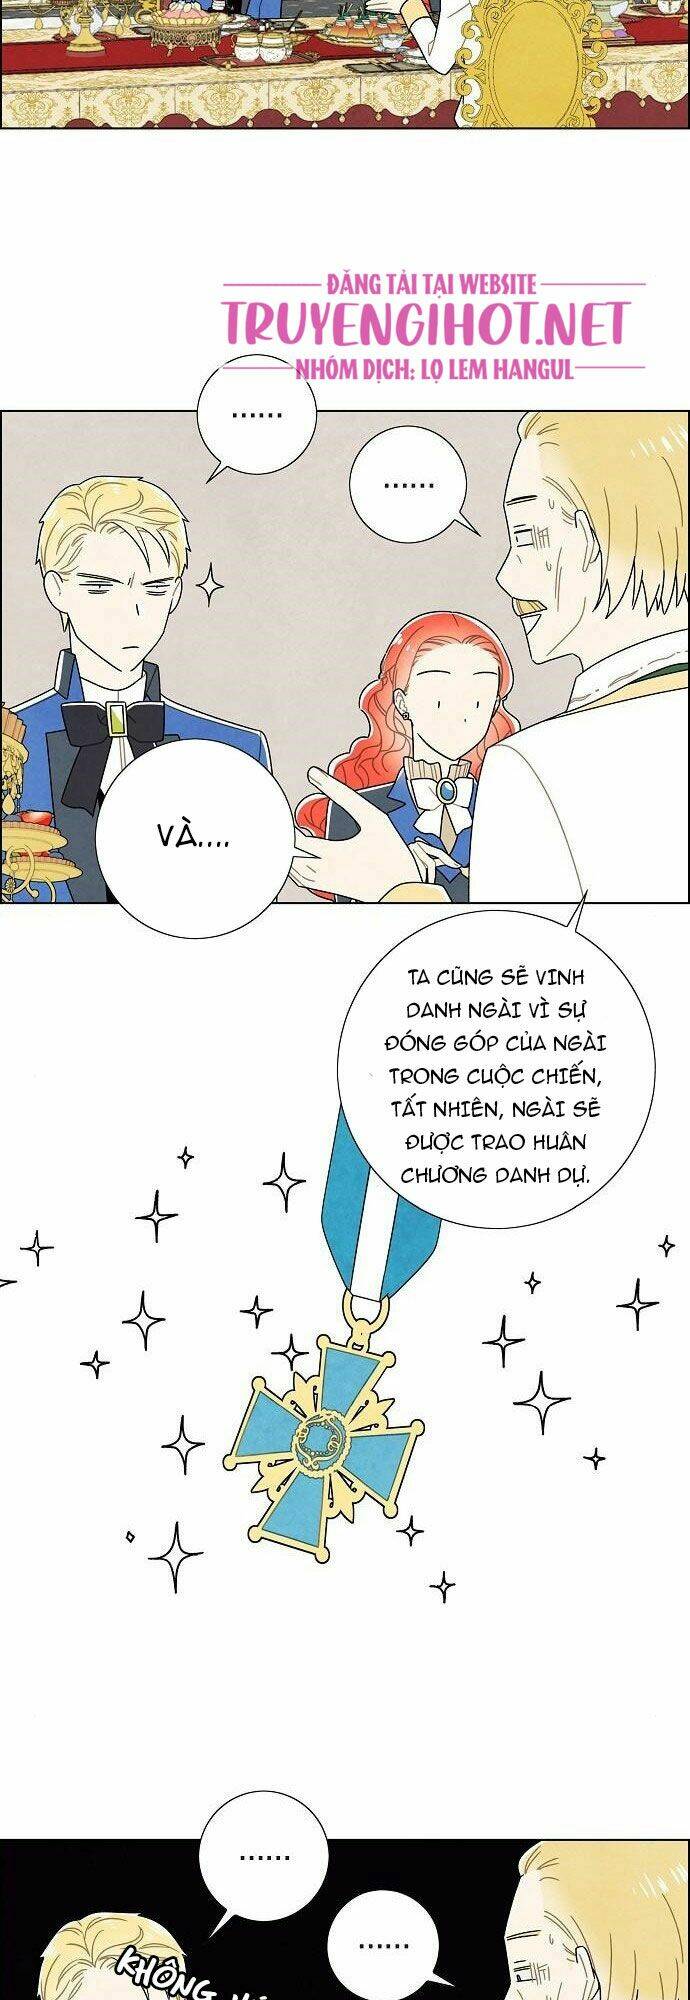 ĐĂNG TẢI TẠI WEBSITE
TRUYENGIHOT.NET
NHÓM DỊCH: LỌ LEM HANGUL
......
......
VÀ....
TA CŨNG SẼ VINH
DANH NGÀI VÌ SỰ
ĐÓNG GÓP CỦA NGÀI
TRONG CUỘC CHIẾN,
TẤT NHIÊN, NGÀI SẼ
ĐƯỢC TRAO HUÂN
CHƯƠNG DANH DỰ.
......
......
KHÔNG